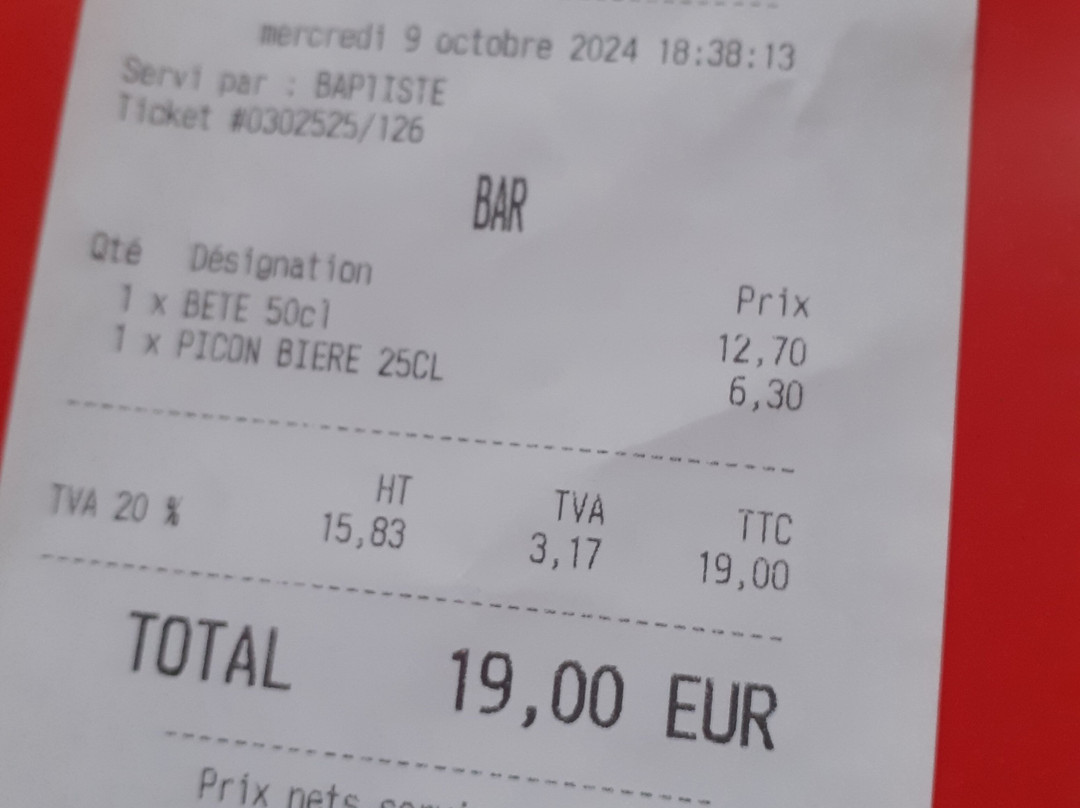 mercredi 9 octobre 2024 18:38:13
Servi par : BAPTISTE
Ticket #0302525/126
BAR
Qté Désignation Prix
1 x BETE 50cl 12,70
1 x PICON BIERE 25CL 6,30
HT TVA TTC
TVA 20 % 15,83 3,17 19,00
TOTAL 19,00 EUR
Prix nets